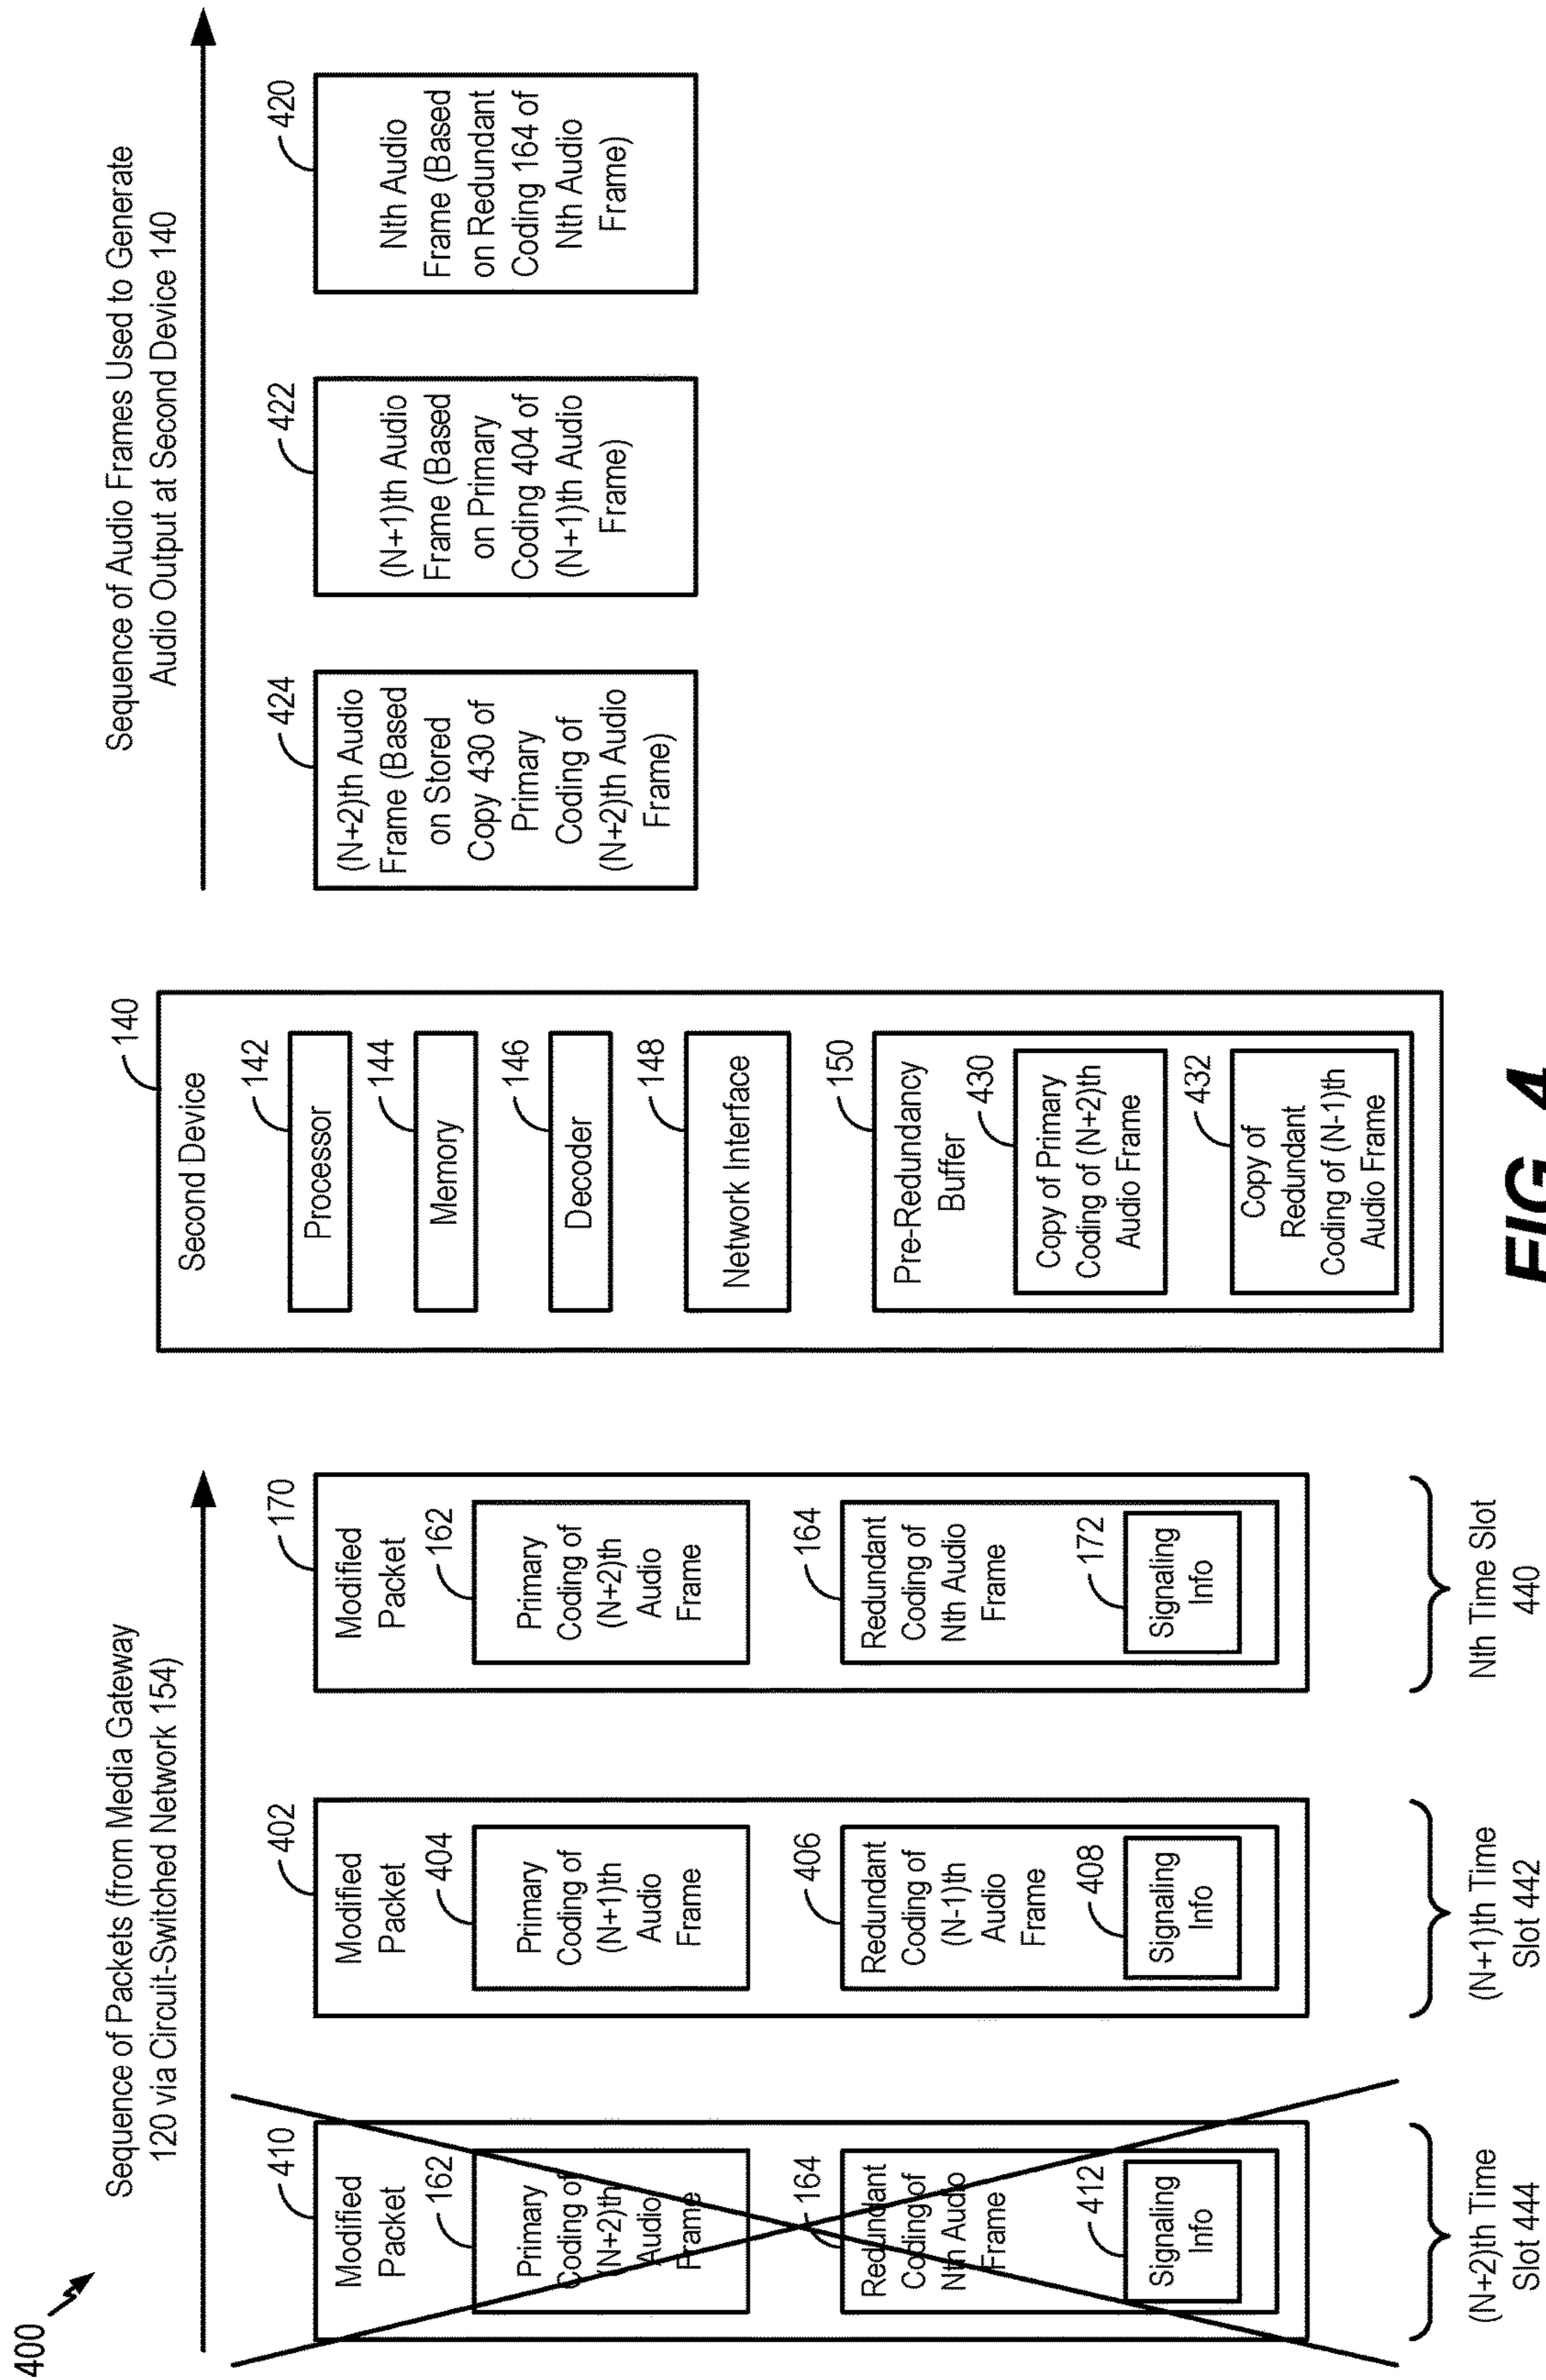 400
Sequence of Packets (from Media Gateway
120 via Circuit-Switched Network 154)
410
Modified
Packet
162
Primary
Coding of
(N+2)th
Audio
Frame
164
Redundant
Coding of
Nth Audio
Frame
412
Signaling
Info
(N+2)th Time
Slot 444
402
Modified
Packet
404
Primary
Coding of
(N+1)th
Audio
Frame
406
Redundant
Coding of
(N-1)th
Audio
Frame
408
Signaling
Info
(N+1)th Time
Slot 442
170
Modified
Packet
162
Primary
Coding of
(N+2)th
Audio
Frame
164
Redundant
Coding of
Nth Audio
Frame
172
Signaling
Info
Nth Time Slot
440
140
Second Device
142
Processor
144
Memory
146
Decoder
148
Network Interface
150
Pre-Redundancy
Buffer
430
Copy of Primary
Coding of (N+2)th
Audio Frame
432
Copy of
Redundant
Coding of (N-1)th
Audio Frame
Sequence of Audio Frames Used to Generate
Audio Output at Second Device 140
424
(N+2)th Audio
Frame (Based
on Stored
Copy 430 of
Primary
Coding of
(N+2)th Audio
Frame)
422
(N+1)th Audio
Frame (Based
on Primary
Coding 404 of
(N+1)th Audio
Frame)
420
Nth Audio
Frame (Based
on Redundant
Coding 164 of
Nth Audio
Frame)
FIG. 4